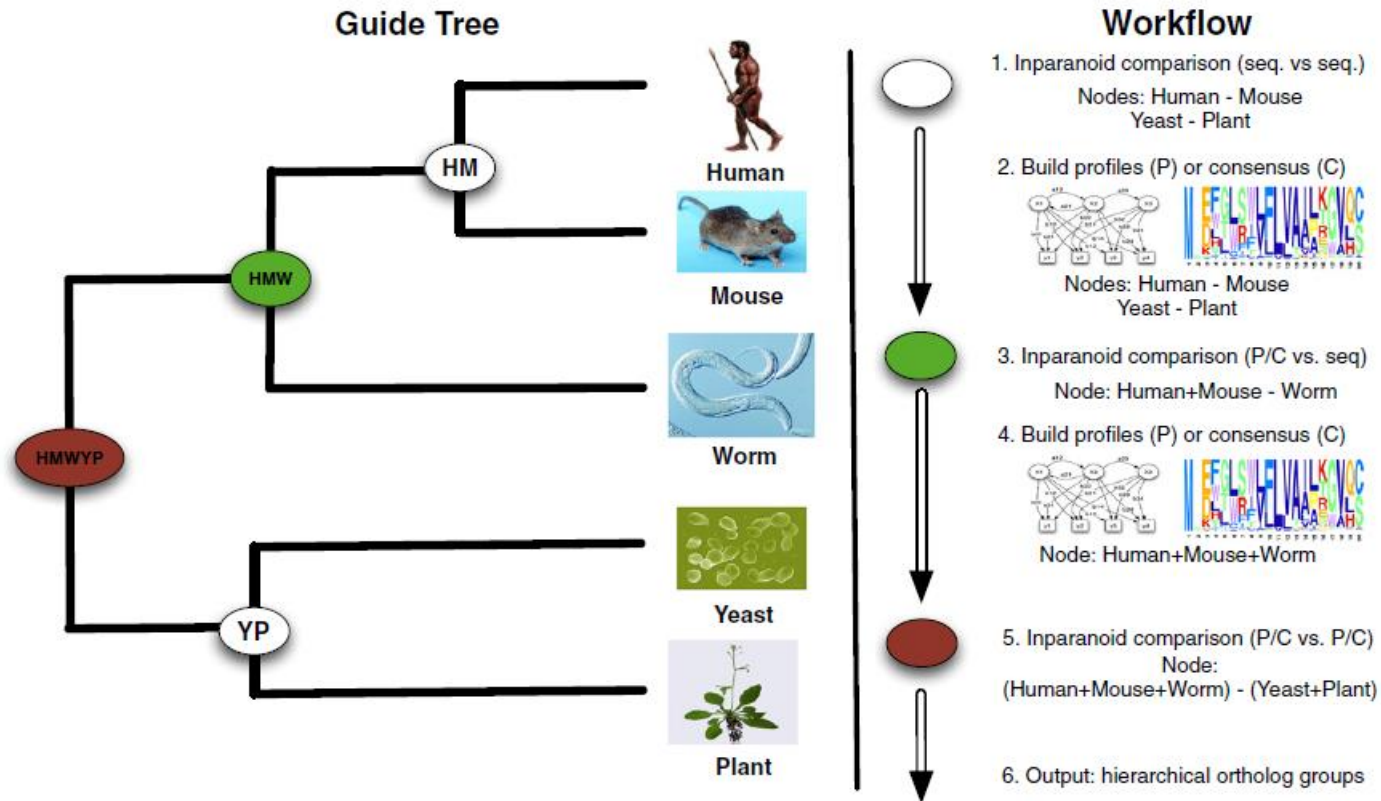 Guide Tree
HM
HMW
HMWYP
YP
Human
Mouse
Worm
Yeast
Plant
Workflow
1. Inparanoid comparison (seq. vs seq.)
Nodes: Human - Mouse
Yeast - Plant
2. Build profiles (P) or consensus (C)
Nodes: Human - Mouse
Yeast - Plant
3. Inparanoid comparison (P/C vs. seq)
Node: Human+Mouse - Worm
4. Build profiles (P) or consensus (C)
Node: Human+Mouse+Worm
5. Inparanoid comparison (P/C vs. P/C)
Node:
(Human+Mouse+Worm) - (Yeast+Plant)
6. Output: hierarchical ortholog groups